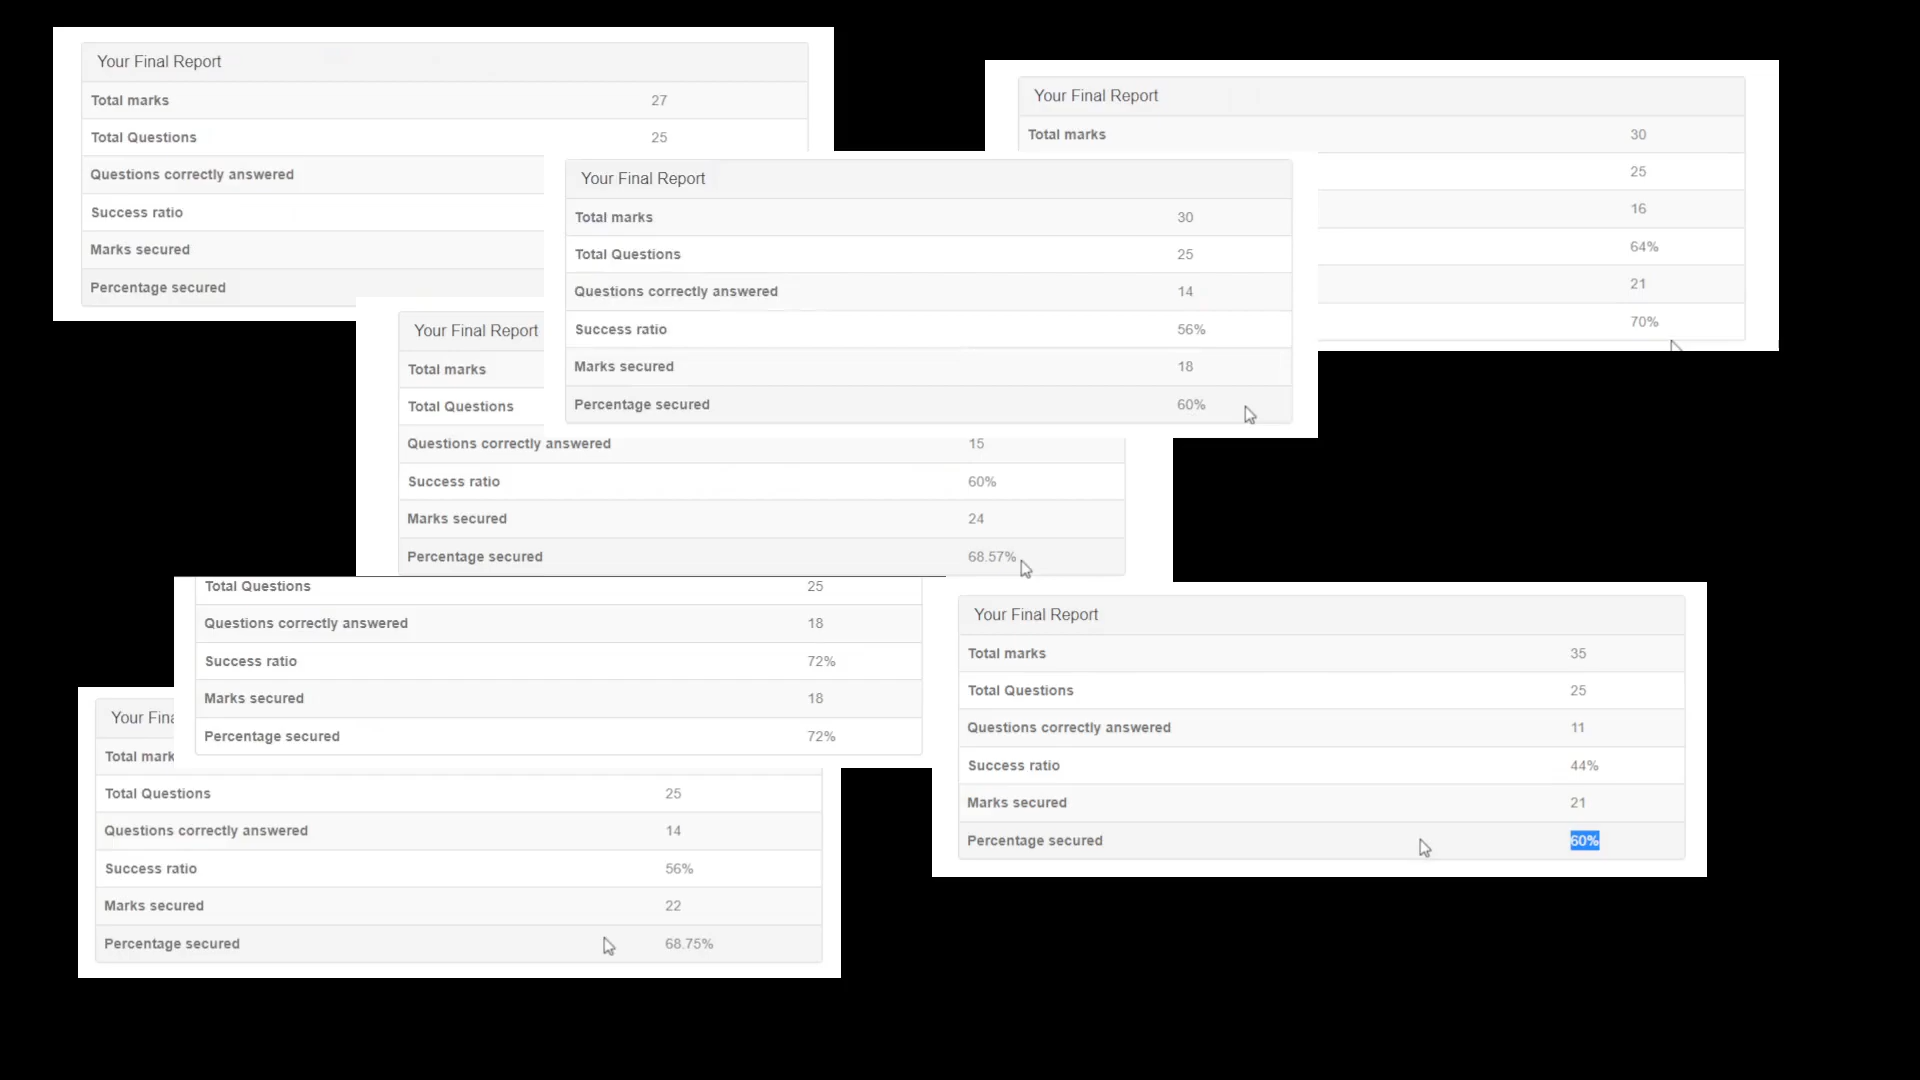 Your Final Report
Total marks 27
Total Questions 25
Questions correctly answered
Success ratio
Marks secured
Percentage secured
Your Final Report
Total marks 30
25
16
64%
21
70%
Your Final Report
Total marks 30
Total Questions 25
Questions correctly answered 14
Success ratio 56%
Marks secured 18
Percentage secured 60%
Your Final Report
Total marks
Total Questions
Questions correctly answered 15
Success ratio 60%
Marks secured 24
Percentage secured 68.57%
Total Questions 25
Questions correctly answered 18
Success ratio 72%
Marks secured 18
Percentage secured 72%
Your Final Report
Total marks 35
Total Questions 25
Questions correctly answered 11
Success ratio 44%
Marks secured 21
Percentage secured 60%
Your Fina
Total mark
Total Questions 25
Questions correctly answered 14
Success ratio 56%
Marks secured 22
Percentage secured 68.75%